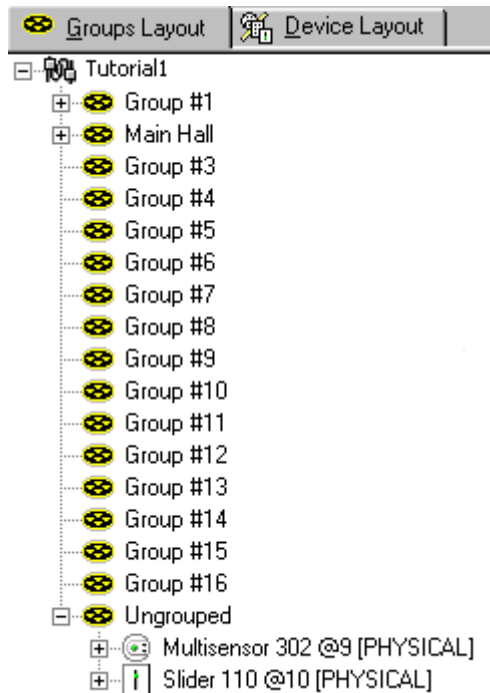 Groups Layout Device Layout
Tutorial1
Group #1
Main Hall
Group #3
Group #4
Group #5
Group #6
Group #7
Group #8
Group #9
Group #10
Group #11
Group #12
Group #13
Group #14
Group #15
Group #16
Ungrouped
Multisensor 302 @9 [PHYSICAL]
Slider 110 @10 [PHYSICAL]